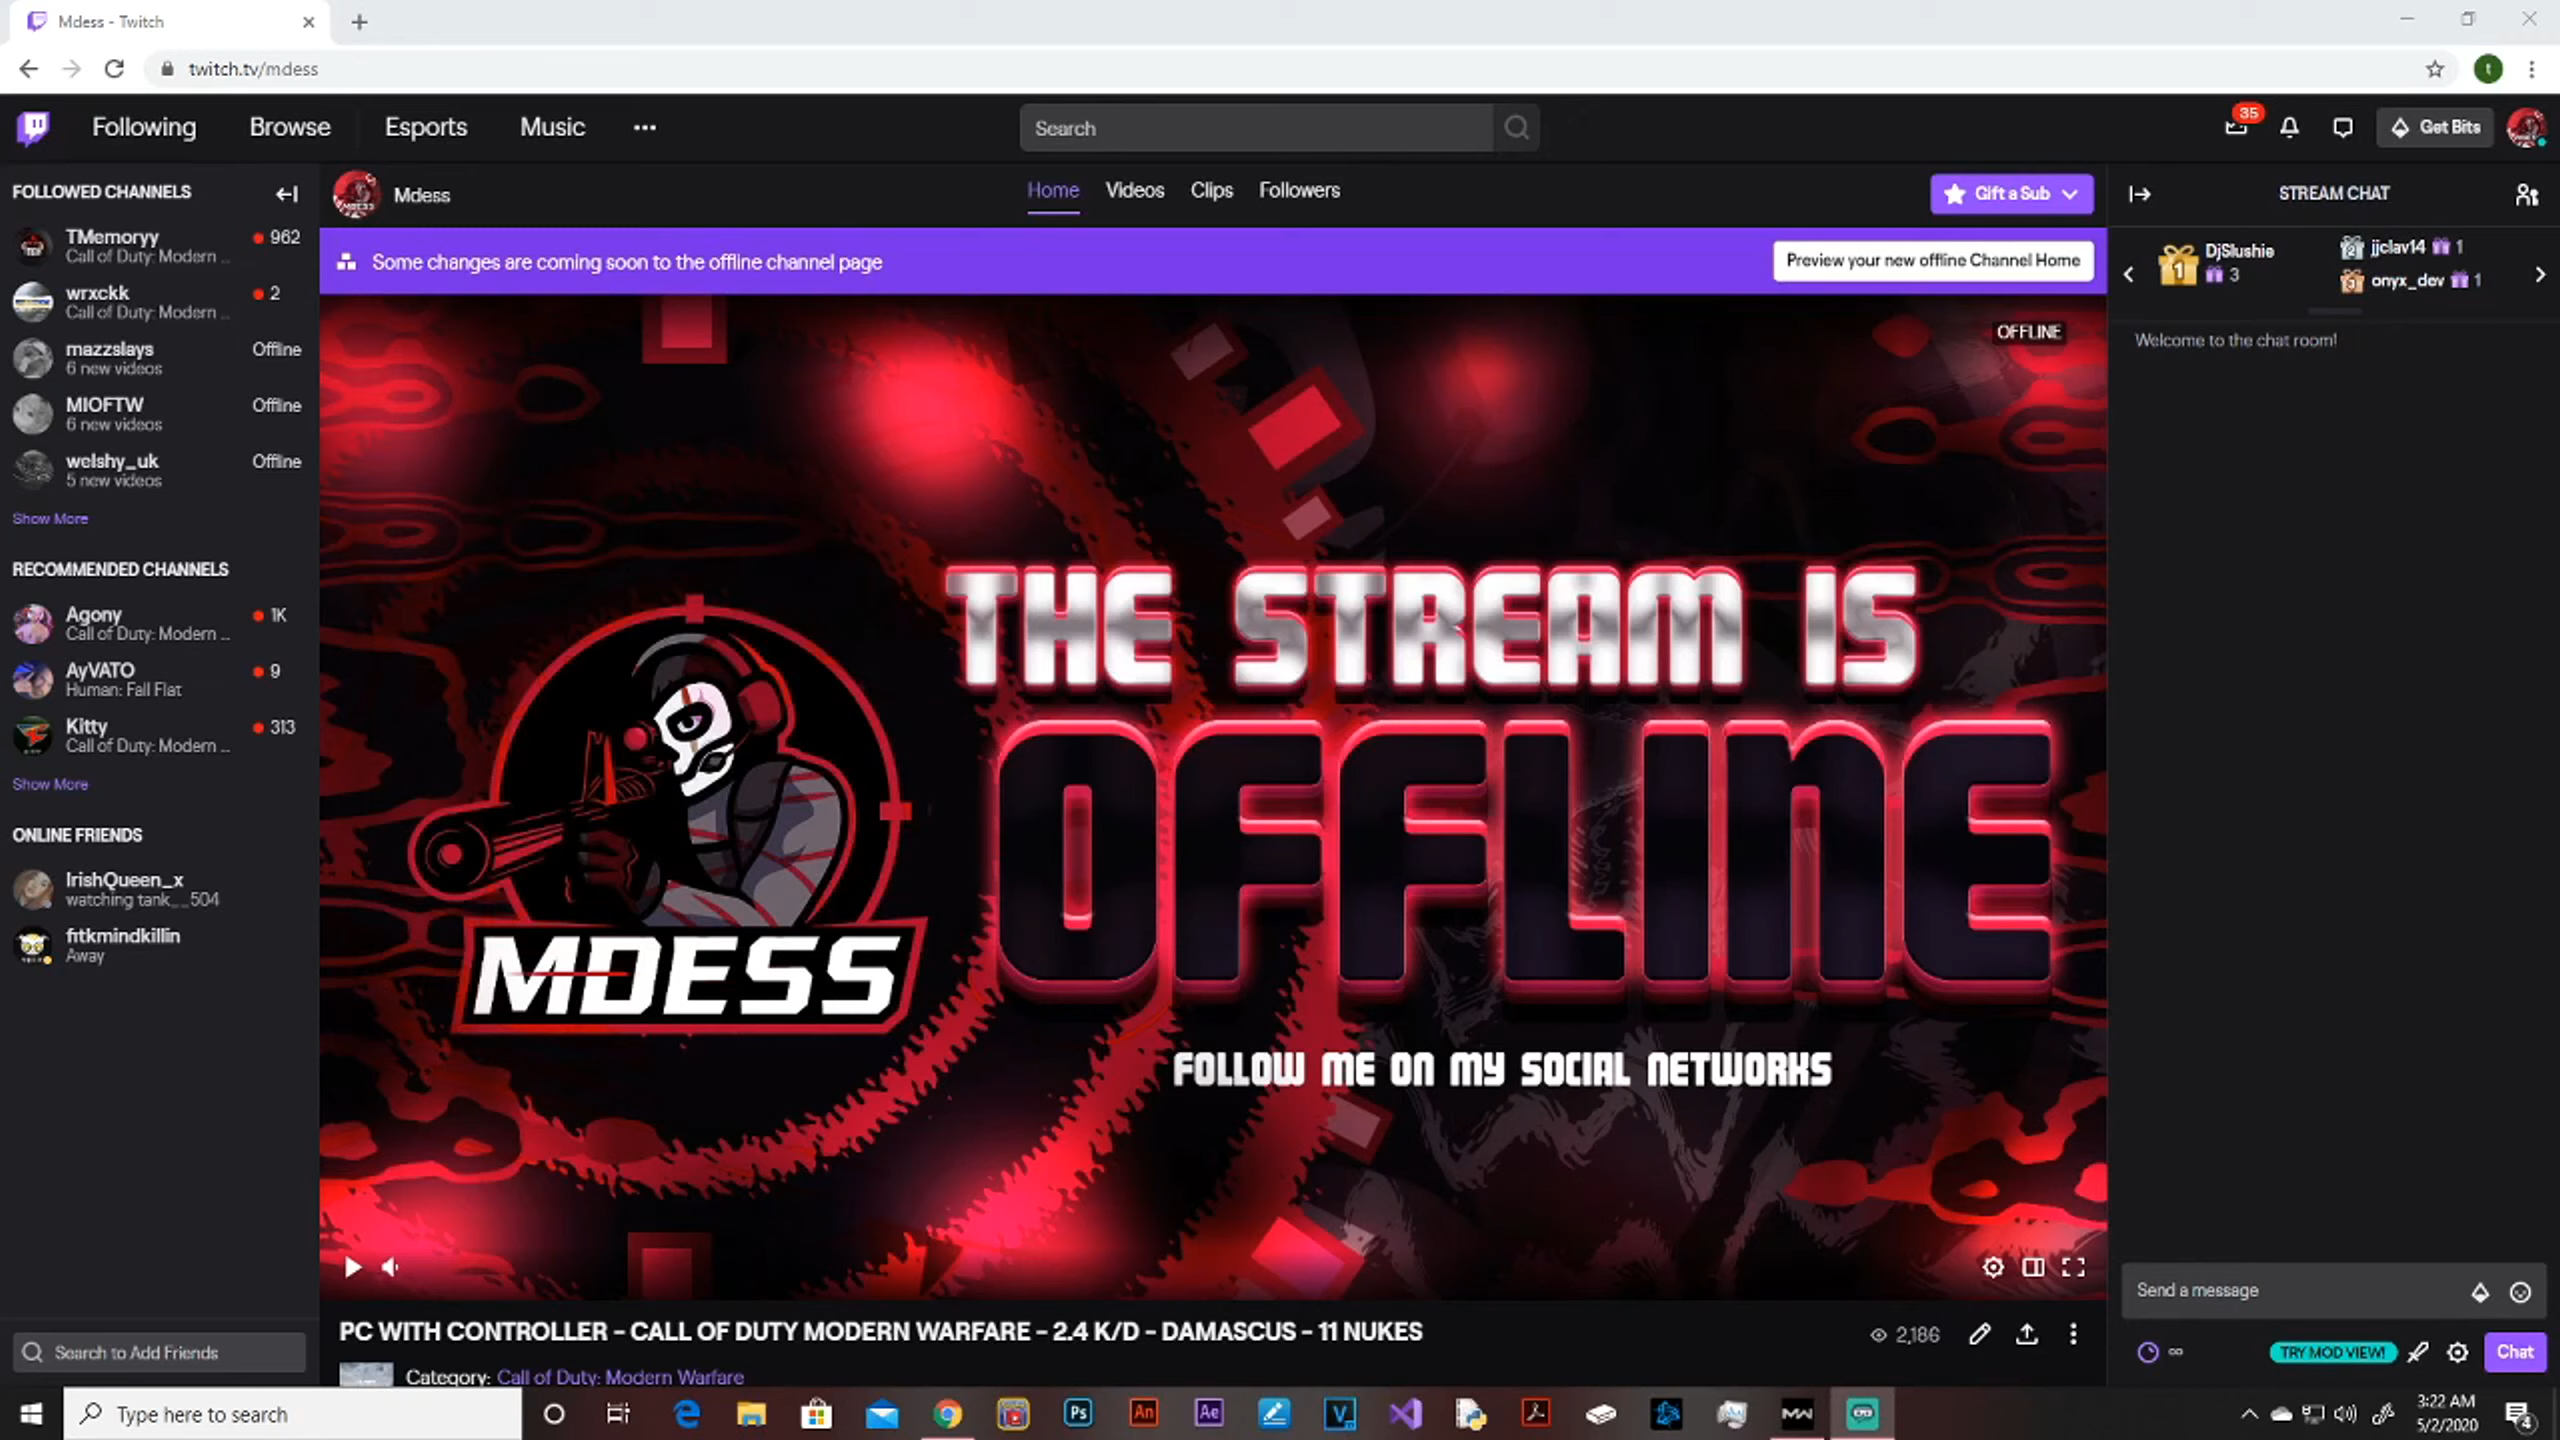 Mdess - Twitch
twitch.tv/mdess
Following
Browse
Esports
Music
Search
35
Get Bits
FOLLOWED CHANNELS
TMemoryy
962
Call of Duty: Modern ...
wrxckk
2
Call of Duty: Modern ...
mazzslays
Offline
6 new videos
MIOFTW
Offline
6 new videos
welshy_uk
Offline
5 new videos
Show More
RECOMMENDED CHANNELS
Agony
1K
Call of Duty: Modern ...
AyVATO
9
Human: Fall Flat
Kitty
313
Call of Duty: Modern ...
Show More
ONLINE FRIENDS
IrishQueen_x
watching tank__504
Away
Search to Add Friends
Mdess
Home
Videos
Clips
Followers
Gift a Sub
Some changes are coming soon to the offline channel page
Preview your new offline Channel Home
OFFLINE
THE STREAM IS
OFFLINE
MDESS
FOLLOW ME ON MY SOCIAL NETWORKS
PC WITH CONTROLLER - CALL OF DUTY MODERN WARFARE - 2.4 K/D - DAMASCUS - 11 NUKES
2,186
Category: Call of Duty: Modern Warfare
STREAM CHAT
1
DjSlushie
3
2
jjclav14
1
3
onyx_dev
1
Welcome to the chat room!
Send a message
TRY MOD VIEW!
Chat
Type here to search
Ps
An
Ae
V
MW
3:22 AM
5/2/2020
4